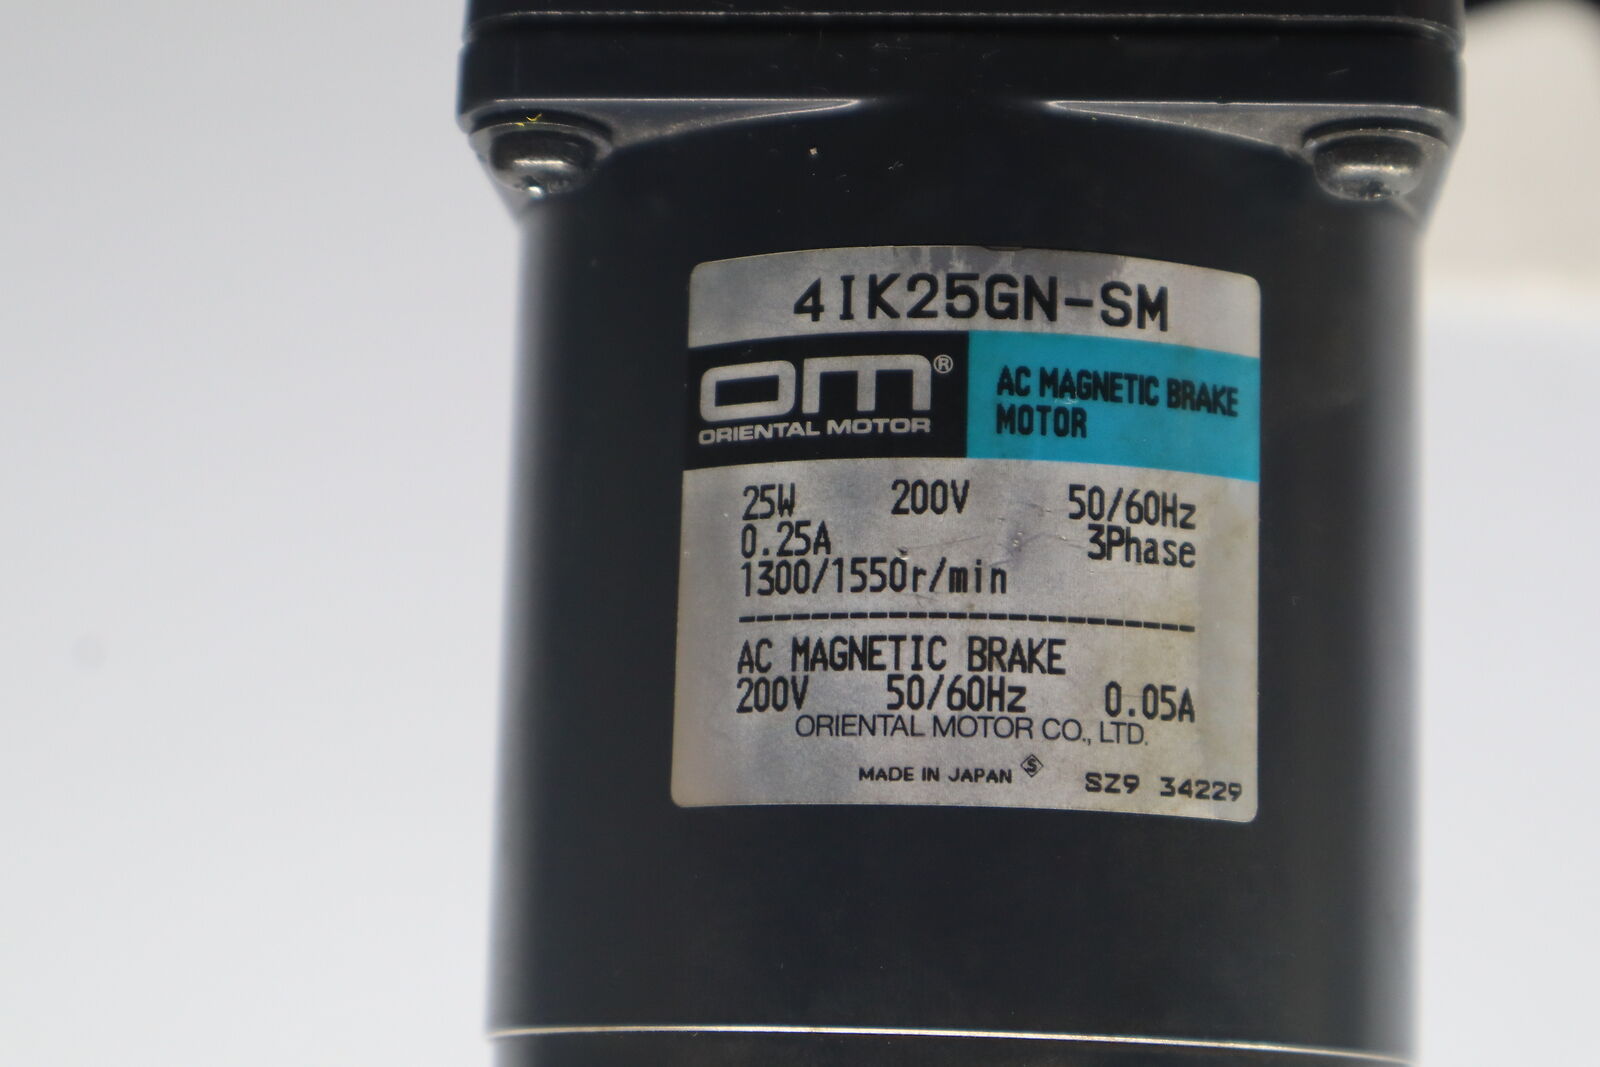 4IK25GN-SM
om®
ORIENTAL MOTOR
AC MAGNETIC BRAKE
MOTOR
25W 200V 50/60Hz
0.25A 3Phase
1300/1550r/min
--------------------------
AC MAGNETIC BRAKE
200V 50/60Hz 0.05A
ORIENTAL MOTOR CO., LTD.
MADE IN JAPAN S SZ9 34229